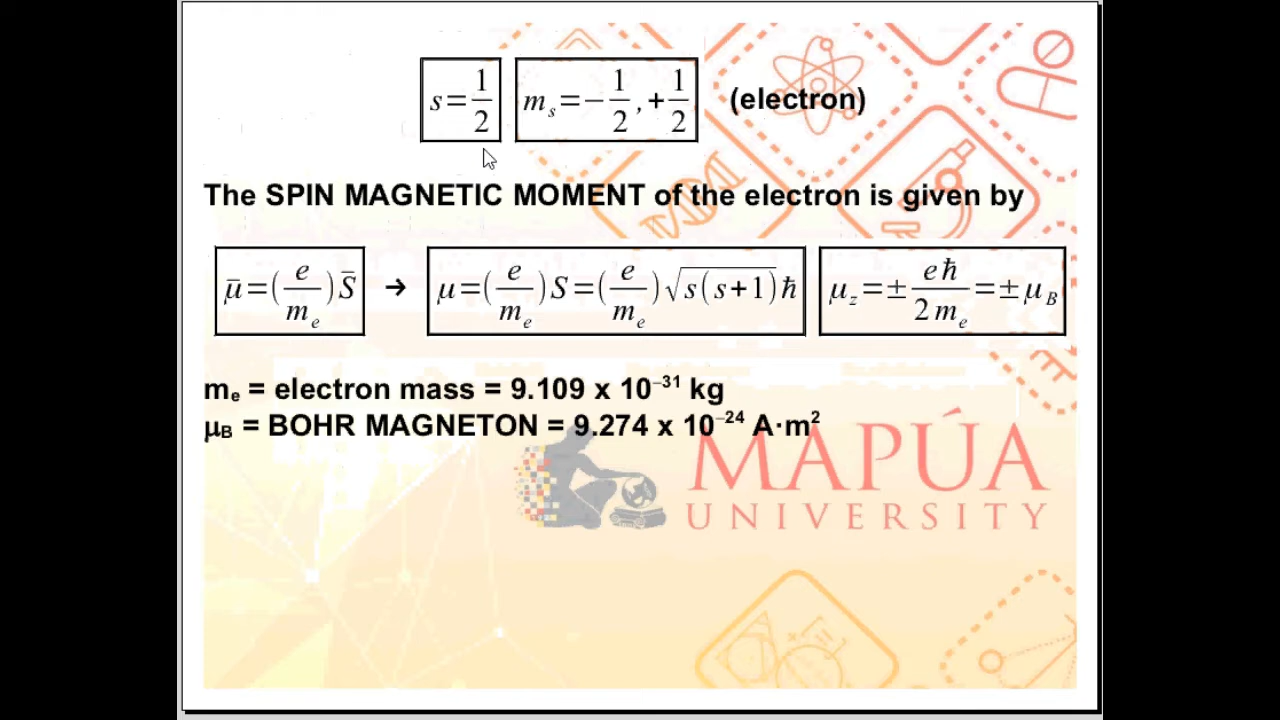 s = 1/2 m_s = −1/2, +1/2 (electron)
The SPIN MAGNETIC MOMENT of the electron is given by
μ̄ = (e/m_e) S̄ → μ = (e/m_e) S = (e/m_e) √(s(s+1)) ħ μ_z = ± eħ/2m_e = ± μ_B
mₑ = electron mass = 9.109 x 10⁻³¹ kg
μ_B = BOHR MAGNETON = 9.274 x 10⁻²⁴ A·m²
MAPÚA
UNIVERSITY